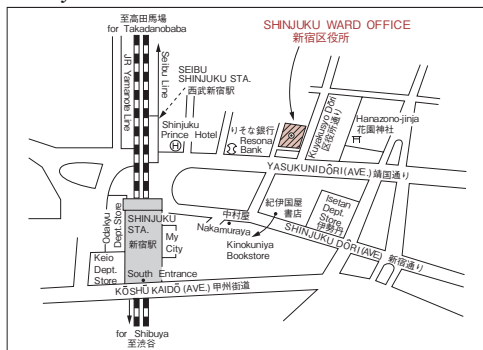 至高田馬場
for Takadanobaba
SHINJUKU WARD OFFICE
新宿区役所
JR Yamanote Line
Seibu Line
SEIBU
SHINJUKU STA.
西武新宿駅
Shinjuku
Prince Hotel
H
りそな銀行
Resona
Bank
Kuyakusyo Dōri
区役所通り
Hanazono-jinja
花園神社
YASUKUNI DŌRI (AVE.) 靖国通り
Odakyu
Dept.Store
SHINJUKU
STA.
新宿駅
My
City
中村屋
Nakamuraya
紀伊国屋
書店
Kinokuniya
Bookstore
Isetan
Dept.
Store
伊勢丹
SHINJUKU DŌRI (AVE.) 新宿通り
Keio
Dept.
Store
South Entrance
KŌSHŪ KAIDŌ (AVE.) 甲州街道
for Shibuya
至渋谷